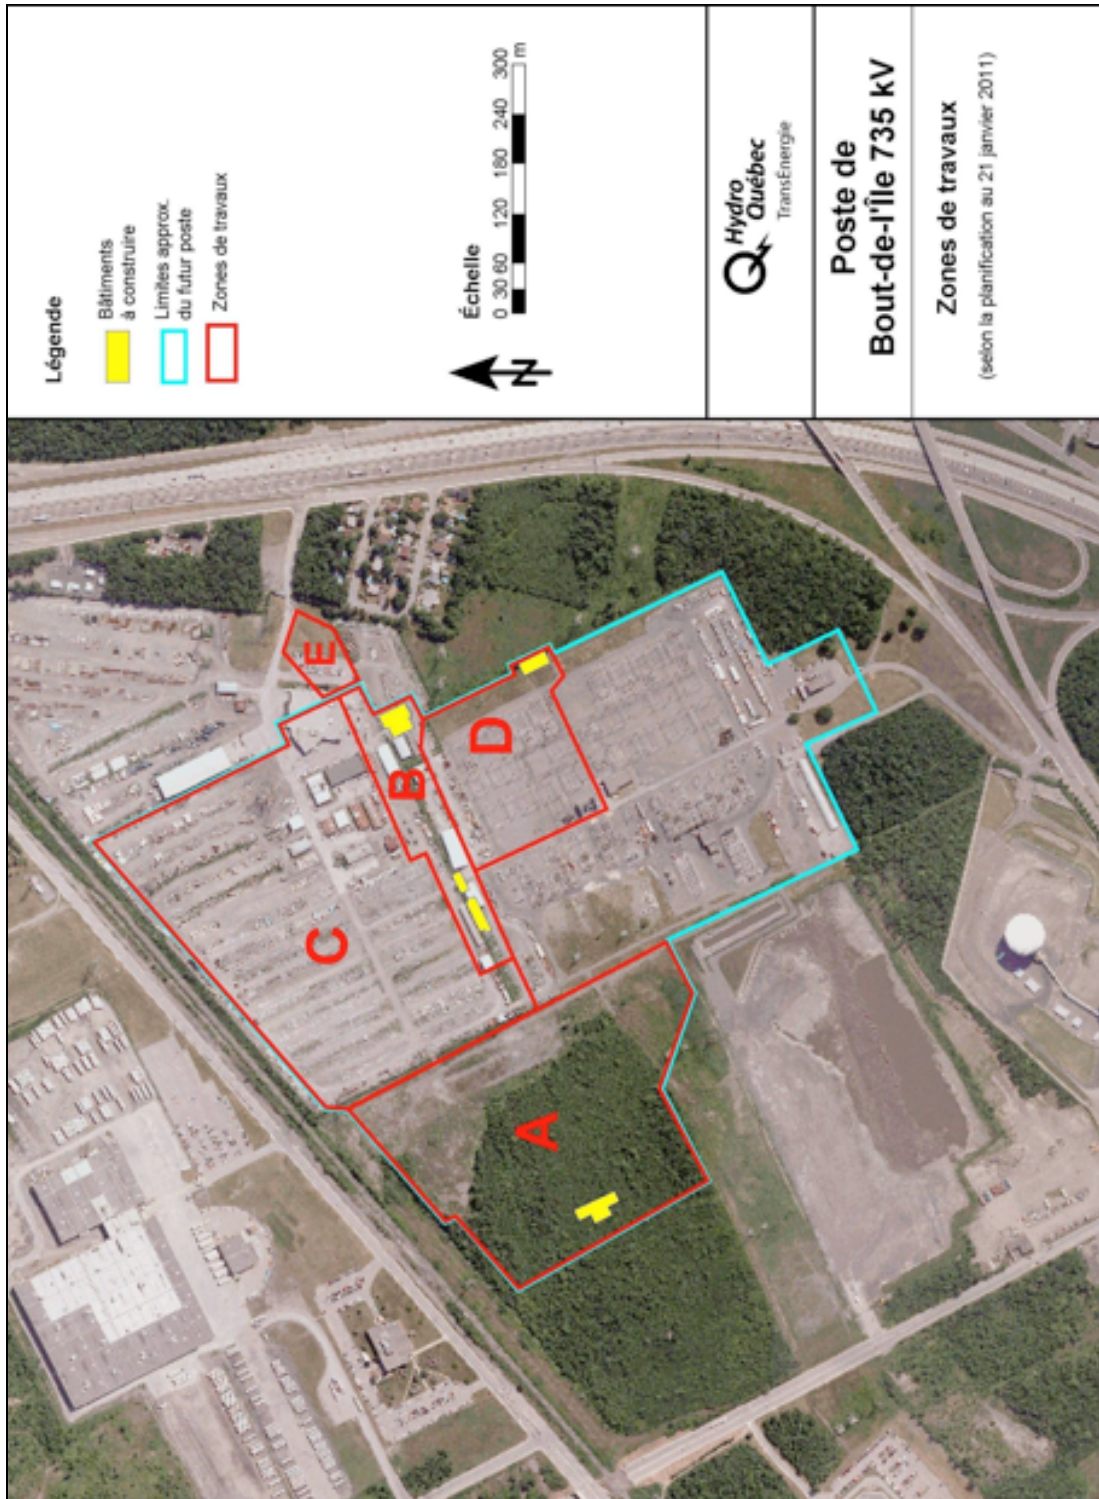 Légende
Bâtiments
à construire
Limites approx.
du futur poste
Zones de travaux
Échelle
0 30 60 120 180 240 300
m
N
Hydro
Québec
TransÉnergie
Poste de
Bout-de-l'Île 735 kV
Zones de travaux
(selon la planification au 21 janvier 2011)
E
D
B
C
A